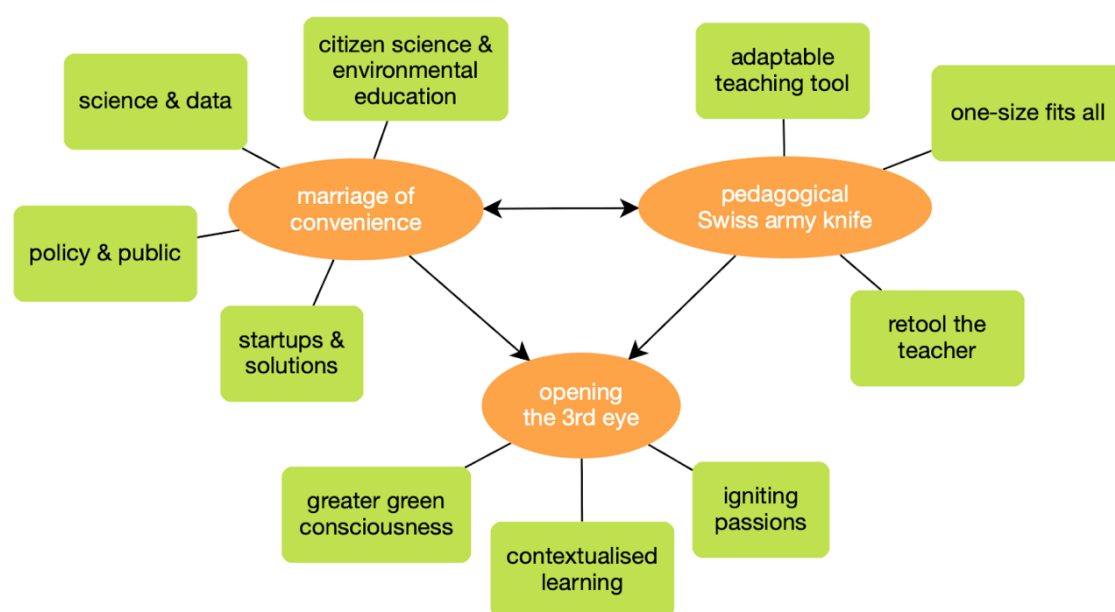 citizen science &
environmental
education
science & data
adaptable
teaching tool
one-size fits all
marriage of
convenience
pedagogical
Swiss army knife
policy & public
startups &
solutions
retool the
teacher
opening
the 3rd eye
greater green
consciousness
contextualised
learning
igniting
passions